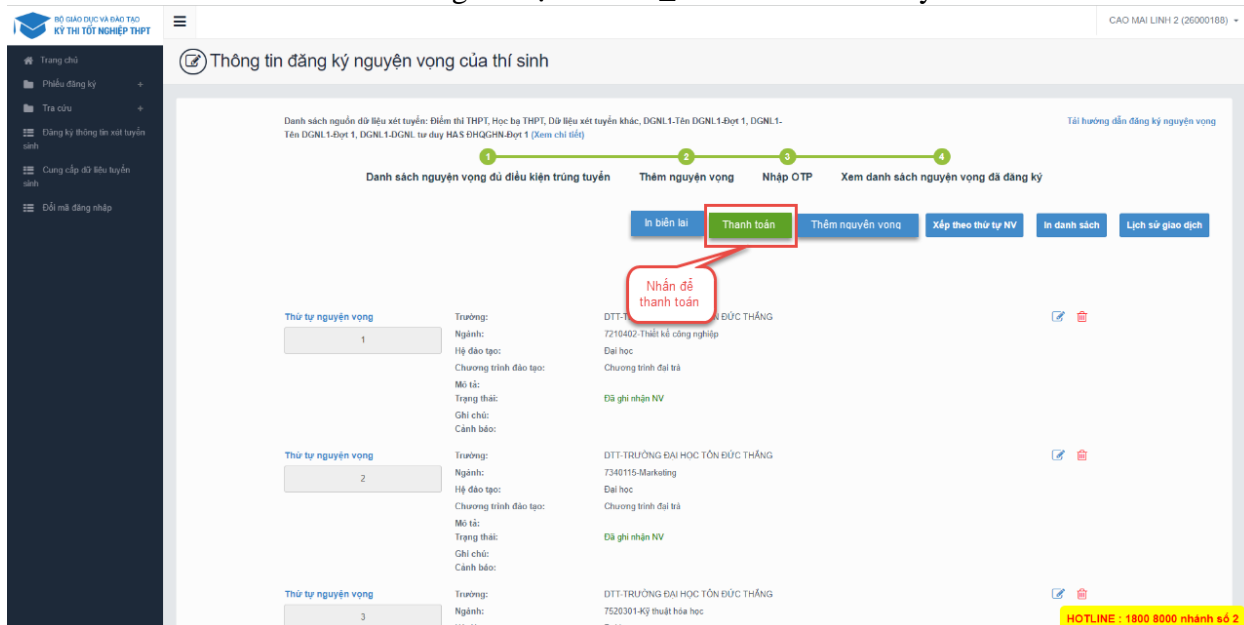 BỘ GIÁO DỤC VÀ ĐÀO TẠO
KỲ THI TỐT NGHIỆP THPT
CAO MAI LINH 2 (26000188)
Trang chủ
Phiếu đăng ký +
Tra cứu +
Đăng ký thông tin xét tuyển sinh
Cung cấp dữ liệu tuyển sinh
Đổi mã đăng nhập
Thông tin đăng ký nguyện vọng của thí sinh
Danh sách nguồn dữ liệu xét tuyển: Điểm thi THPT, Học bạ THPT, Dữ liệu xét tuyển khác, DGNL1-Tên DGNL1-Đợt 1, DGNL1-
Tên DGNL1-Đợt 1, DGNL1-DGNL tư duy HAS ĐHQGHN-Đợt 1 (Xem chi tiết)
Tải hướng dẫn đăng ký nguyện vọng
1 2 3 4
Danh sách nguyện vọng đủ điều kiện trúng tuyển Thêm nguyện vọng Nhập OTP Xem danh sách nguyện vọng đã đăng ký
In biên lai Thanh toán Thêm nguyện vọng Xếp theo thứ tự NV In danh sách Lịch sử giao dịch
Nhấn để
thanh toán
Thứ tự nguyện vọng
1
Trường: ĐỨC THẮNG
Ngành: 7210402-Thiết kế công nghiệp
Hệ đào tạo: Đại học
Chương trình đào tạo: Chương trình đại trà
Mô tả:
Trạng thái: Đã ghi nhận NV
Ghi chú:
Cảnh báo:
Thứ tự nguyện vọng
2
Trường: DTT-TRƯỜNG ĐẠI HỌC TÔN ĐỨC THẮNG
Ngành: 7340115-Marketing
Hệ đào tạo: Đại học
Chương trình đào tạo: Chương trình đại trà
Mô tả:
Trạng thái: Đã ghi nhận NV
Ghi chú:
Cảnh báo:
Thứ tự nguyện vọng
3
Trường: DTT-TRƯỜNG ĐẠI HỌC TÔN ĐỨC THẮNG
Ngành: 7520301-Kỹ thuật hóa học
HOTLINE : 1800 8000 nhánh số 2